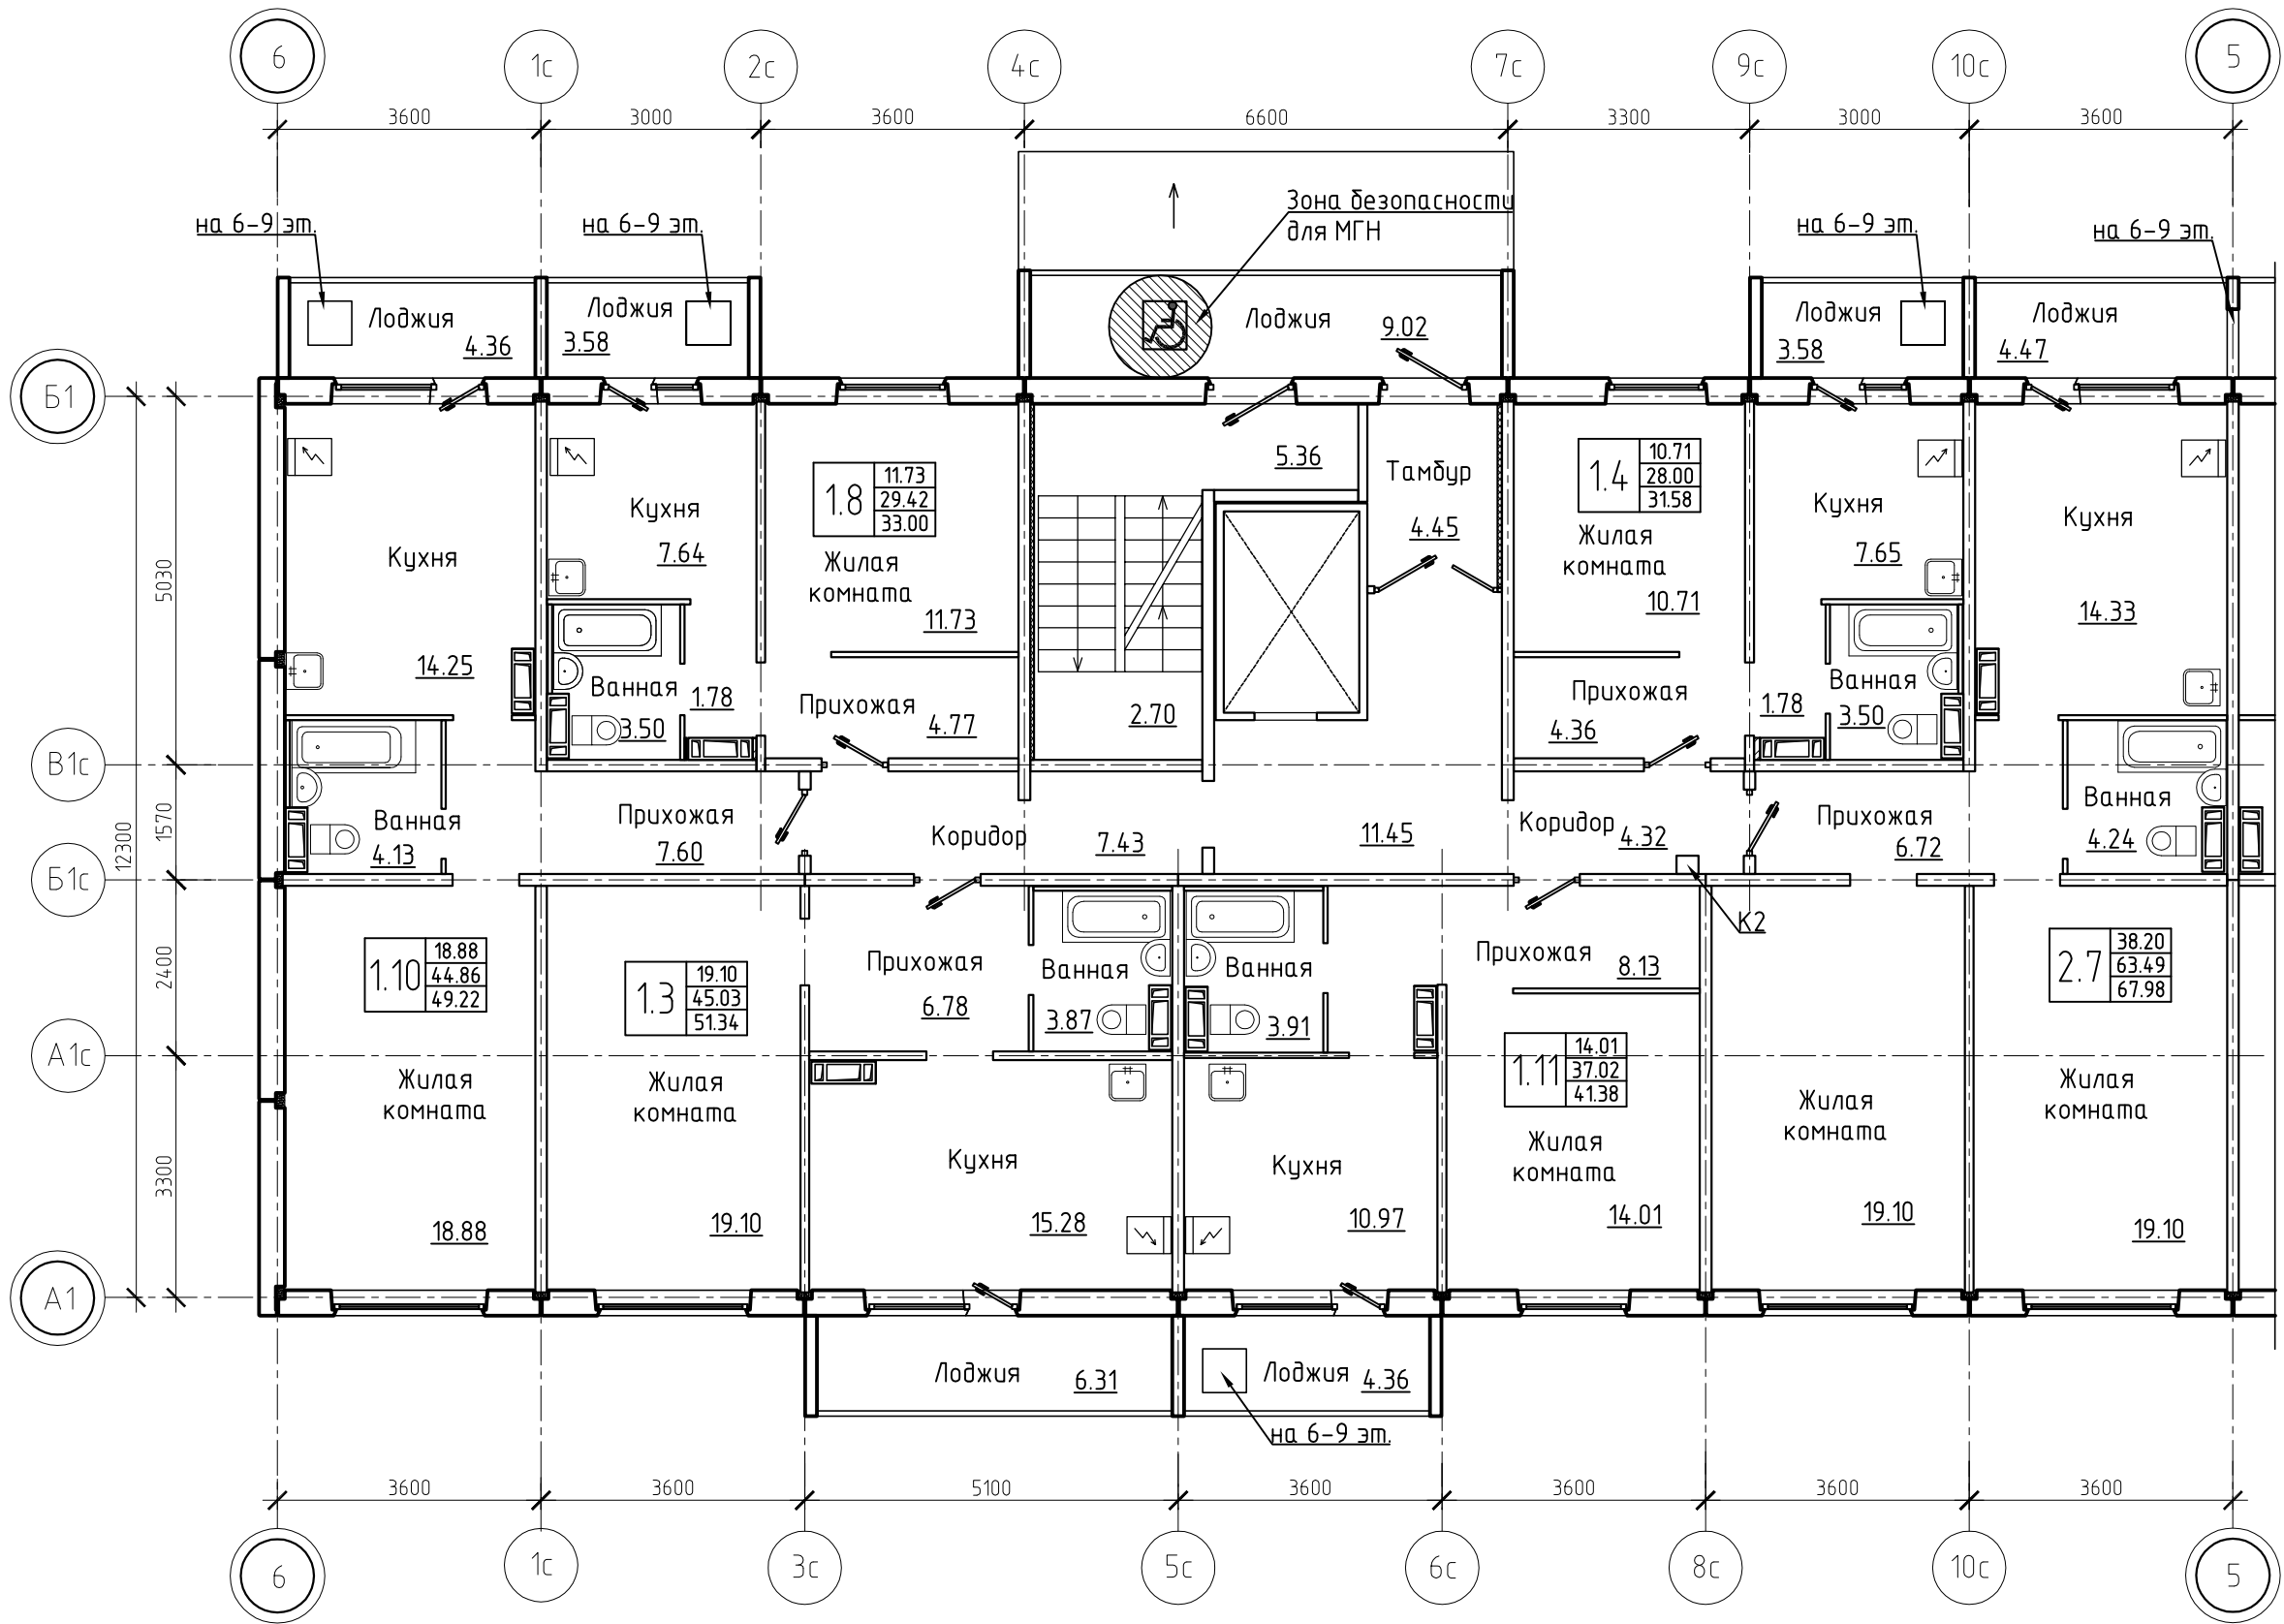 6
1с
2с
4с
7с
9с
10с
5
3600
3000
3600
6600
3300
3000
3600
Зона безопасности
для МГН
на 6-9 эт.
на 6-9 эт.
на 6-9 эт.
на 6-9 эт.
Лоджия
4.36
Лоджия
3.58
Лоджия
9.02
Лоджия
3.58
Лоджия
4.47
Б1
5.36
Тамбур
4.45
1.8
11.73
29.42
33.00
1.4
10.71
28.00
31.58
Кухня
14.25
Кухня
7.64
Жилая
комната
11.73
Жилая
комната
10.71
Кухня
7.65
Кухня
14.33
5030
Ванная
3.50
1.78
Прихожая
4.77
2.70
Прихожая
4.36
1.78
Ванная
3.50
В1с
1570
12300
Ванная
4.13
Прихожая
7.60
Коридор
7.43
11.45
Коридор
4.32
Прихожая
6.72
Ванная
4.24
Б1с
К2
2400
1.10
18.88
44.86
49.22
1.3
19.10
45.03
51.34
Прихожая
6.78
Ванная
3.87
Ванная
3.91
Прихожая
8.13
2.7
38.20
63.49
67.98
А1с
1.11
14.01
37.02
41.38
3300
Жилая
комната
18.88
Жилая
комната
19.10
Кухня
15.28
Кухня
10.97
Жилая
комната
14.01
Жилая
комната
19.10
Жилая
комната
19.10
А1
Лоджия
6.31
Лоджия
4.36
на 6-9 эт.
3600
3600
5100
3600
3600
3600
3600
6
1с
3с
5с
6с
8с
10с
5